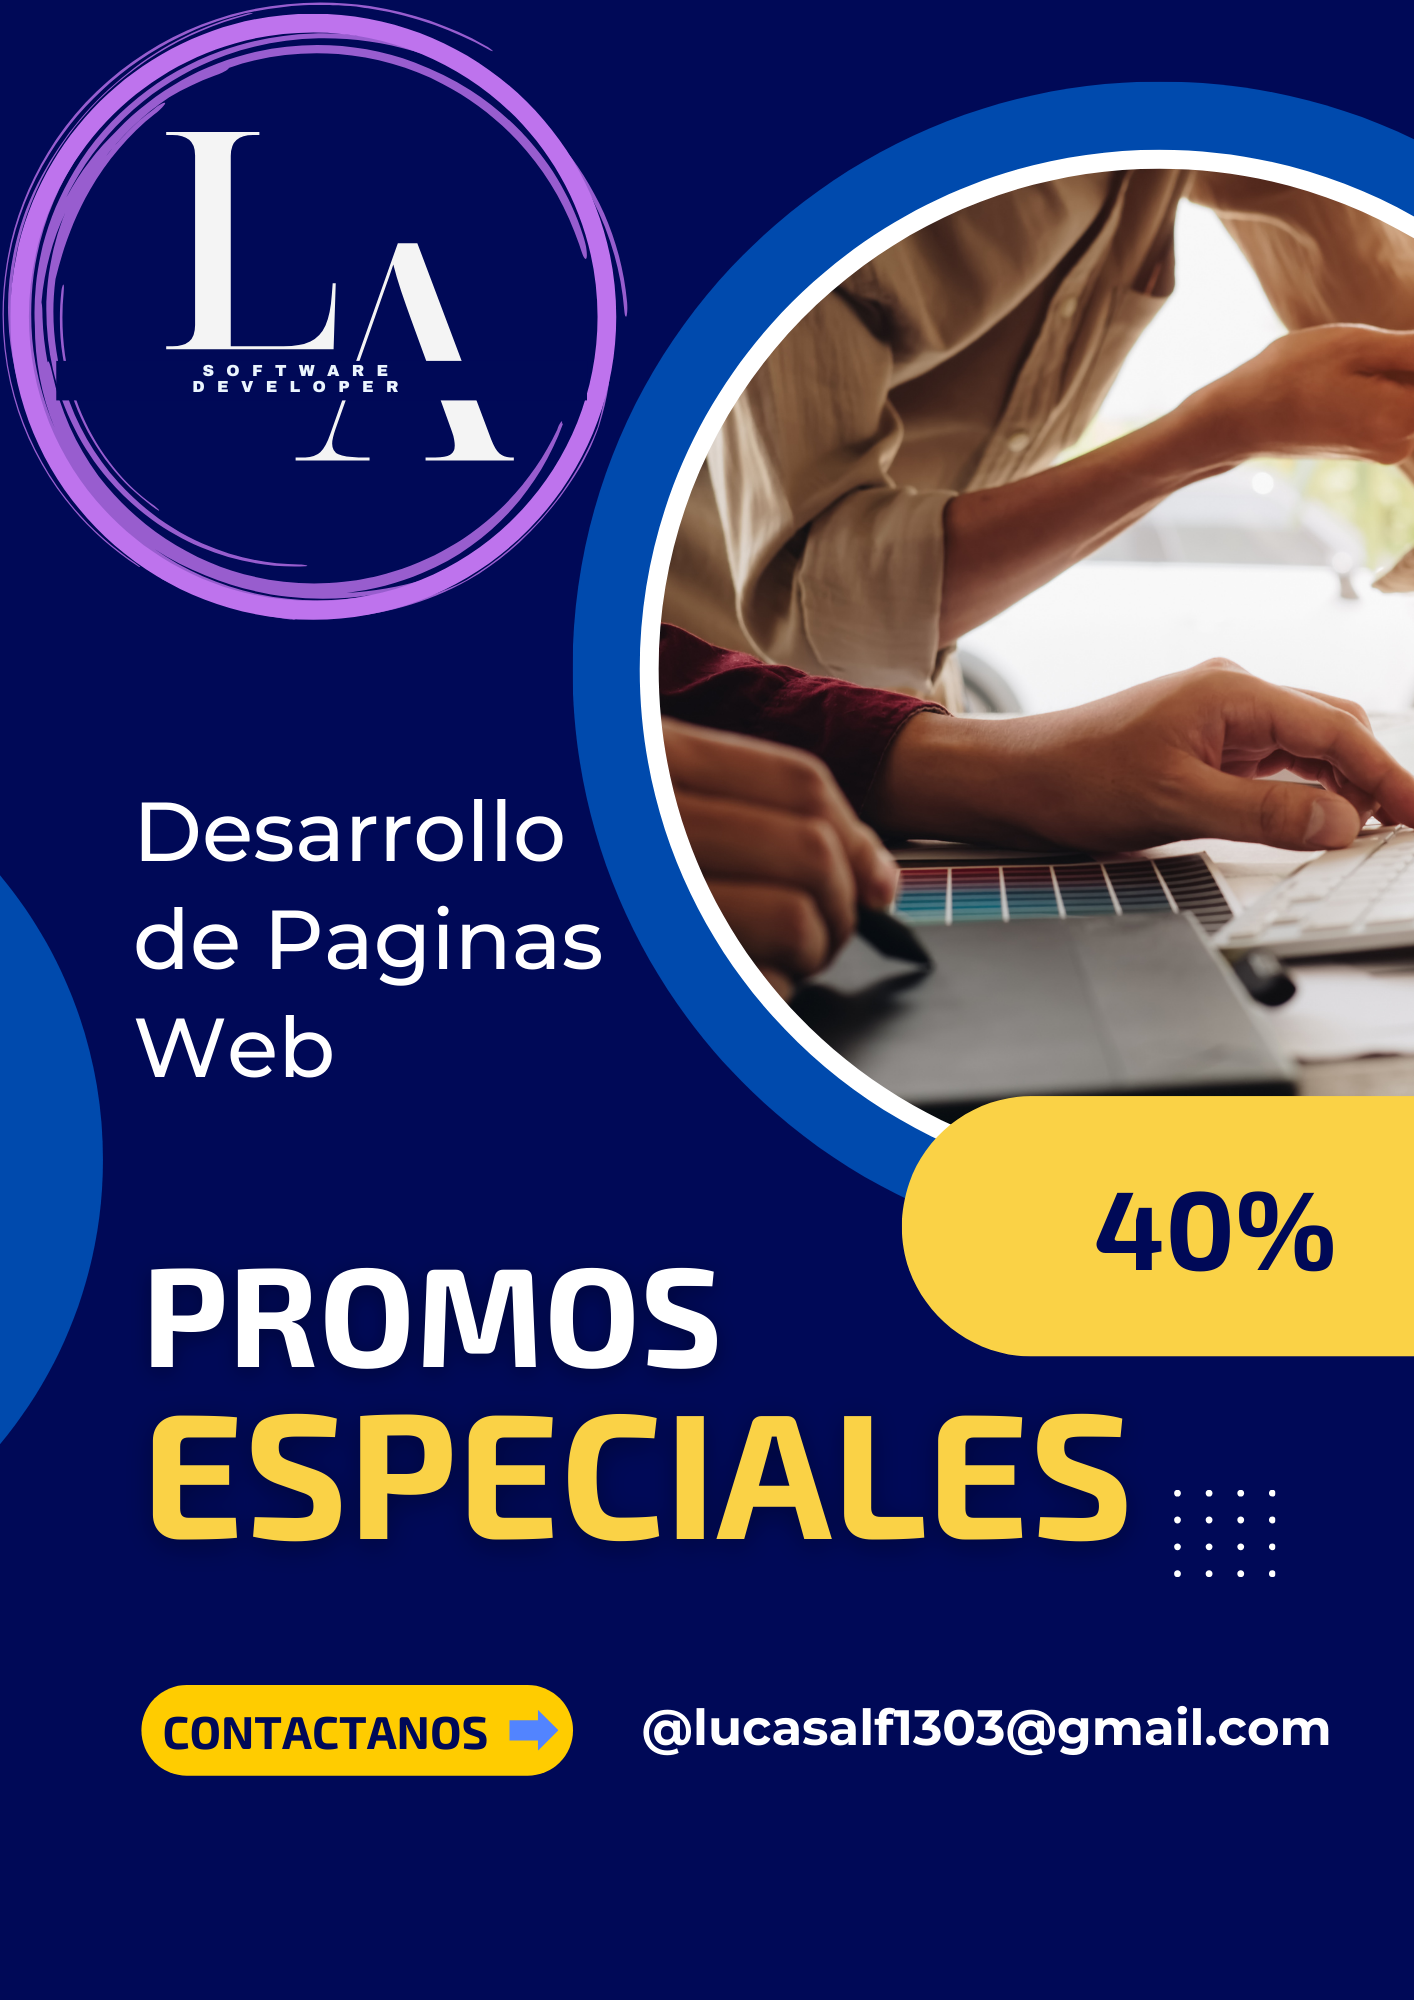 LA
SOFTWARE
DEVELOPER
Desarrollo
de Paginas
Web
40%
PROMOS
ESPECIALES
CONTACTANOS
@lucasalf1303@gmail.com